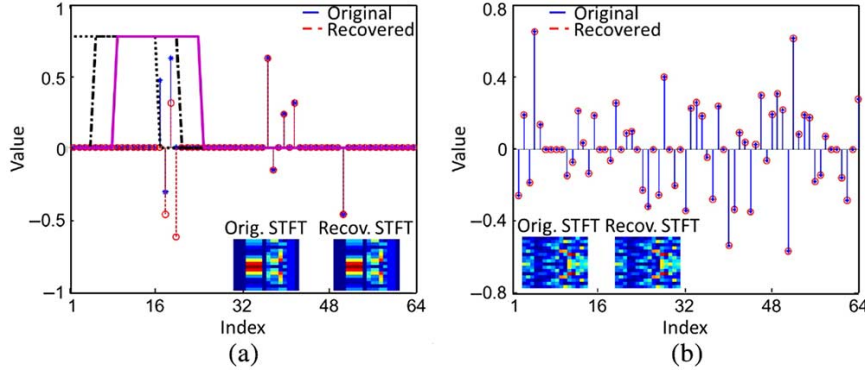 1
Original
Recovered
0.5
Value
0
−0.5
Orig. STFT Recov. STFT
−1
1 16 32 48 64
Index
(a)
0.8
Original
Recovered
0.4
Value
0
−0.4
Orig. STFT Recov. STFT
−0.8
1 16 32 48 64
Index
(b)